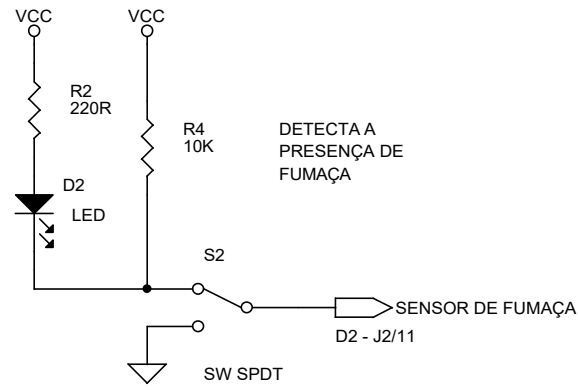 VCC
VCC
R2
220R
R4
10K
DETECTA A
PRESENÇA DE
FUMAÇA
D2
LED
S2
SENSOR DE FUMAÇA
D2 - J2/11
SW SPDT